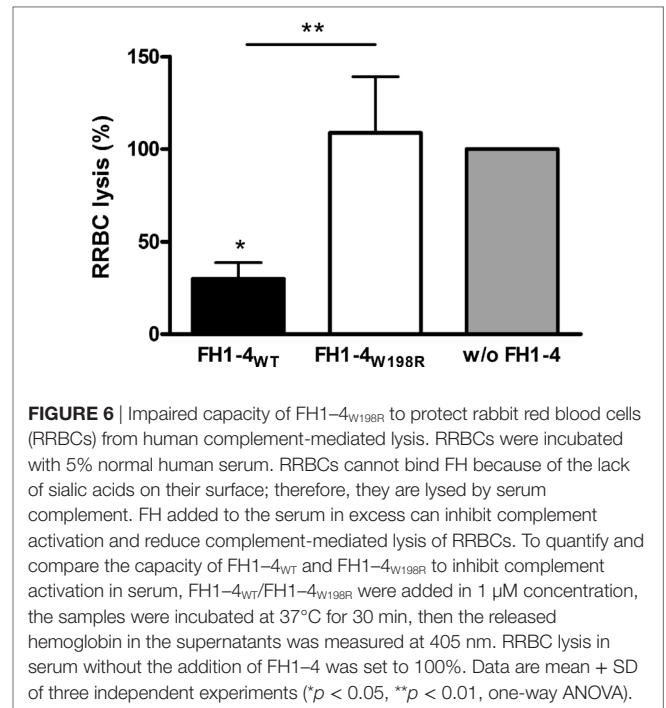 **
150
100
50
0
RRBC lysis (%)
*
FH1-4WT FH1-4W198R w/o FH1-4
FIGURE 6 | Impaired capacity of FH1–4W198R to protect rabbit red blood cells
(RRBCs) from human complement-mediated lysis. RRBCs were incubated
with 5% normal human serum. RRBCs cannot bind FH because of the lack
of sialic acids on their surface; therefore, they are lysed by serum
complement. FH added to the serum in excess can inhibit complement
activation and reduce complement-mediated lysis of RRBCs. To quantify and
compare the capacity of FH1–4WT and FH1–4W198R to inhibit complement
activation in serum, FH1–4WT/FH1–4W198R were added in 1 µM concentration,
the samples were incubated at 37°C for 30 min, then the released
hemoglobin in the supernatants was measured at 405 nm. RRBC lysis in
serum without the addition of FH1–4 was set to 100%. Data are mean + SD
of three independent experiments (*p < 0.05, **p < 0.01, one-way ANOVA).